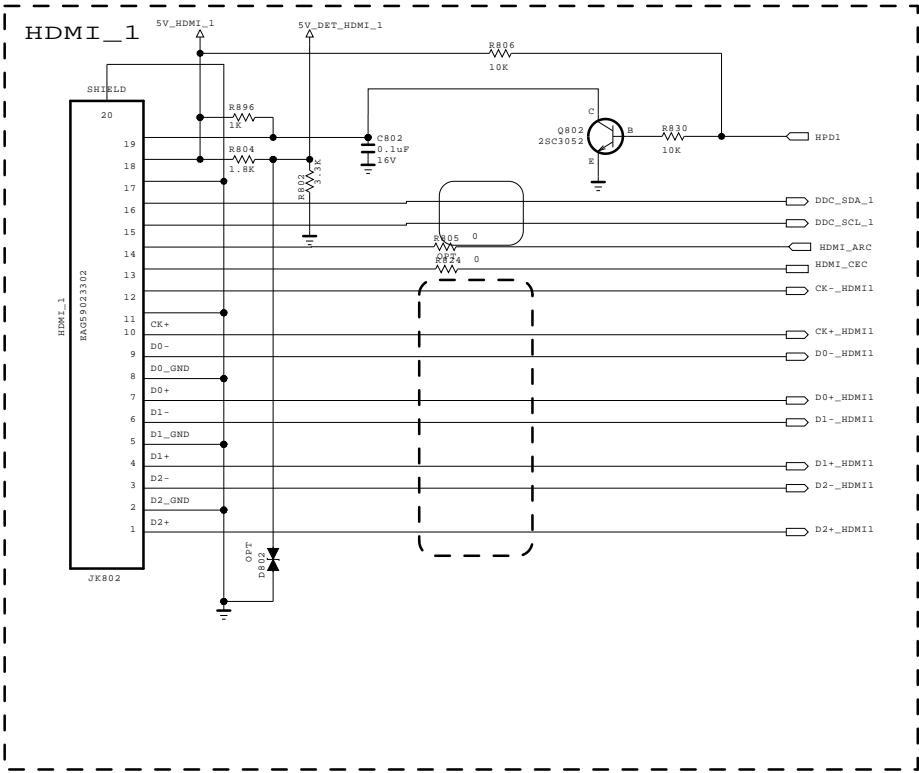 HDMI_1
5V_HDMI_1
5V_DET_HDMI_1
R806
10K
SHIELD
20
R896
1K
C802
0.1uF
16V
C
Q802
2SC3052
B
E
R830
10K
HPD1
19
R804
1.8K
18
R802
3.3K
17
16
DDC_SDA_1
15
DDC_SCL_1
R805
0
OPT
14
HDMI_ARC
R824
0
13
HDMI_CEC
12
CK-_HDMI1
11
CK+
10
CK+_HDMI1
D0-
9
D0-_HDMI1
D0_GND
8
D0+
7
D0+_HDMI1
D1-
6
D1-_HDMI1
D1_GND
5
D1+
4
D1+_HDMI1
D2-
3
D2-_HDMI1
D2_GND
2
D2+
1
D2+_HDMI1
HDMI_1
EAG59023302
OPT
D802
JK802